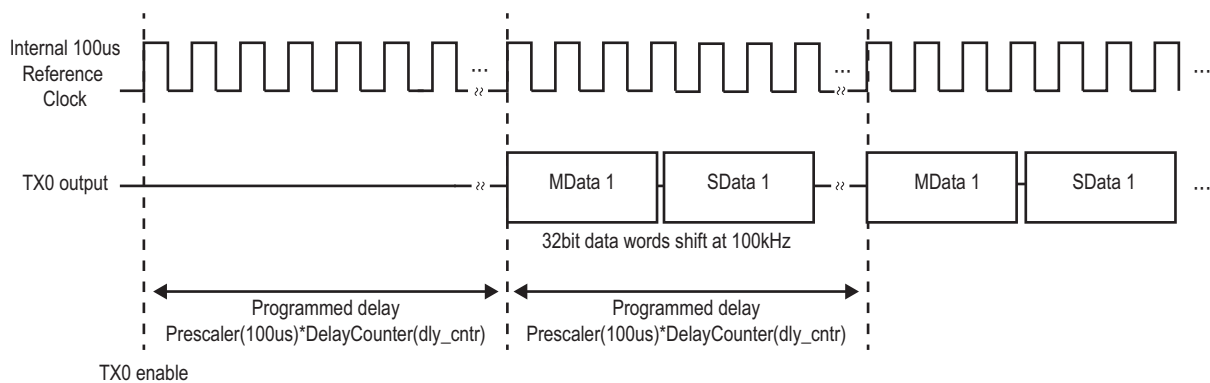 Internal 100us
Reference
Clock
...
≈
...
≈
...
TX0 output
≈
MData 1
SData 1
≈
MData 1
SData 1
...
32bit data words shift at 100kHz
Programmed delay
Prescaler(100us)*DelayCounter(dly_cntr)
Programmed delay
Prescaler(100us)*DelayCounter(dly_cntr)
TX0 enable